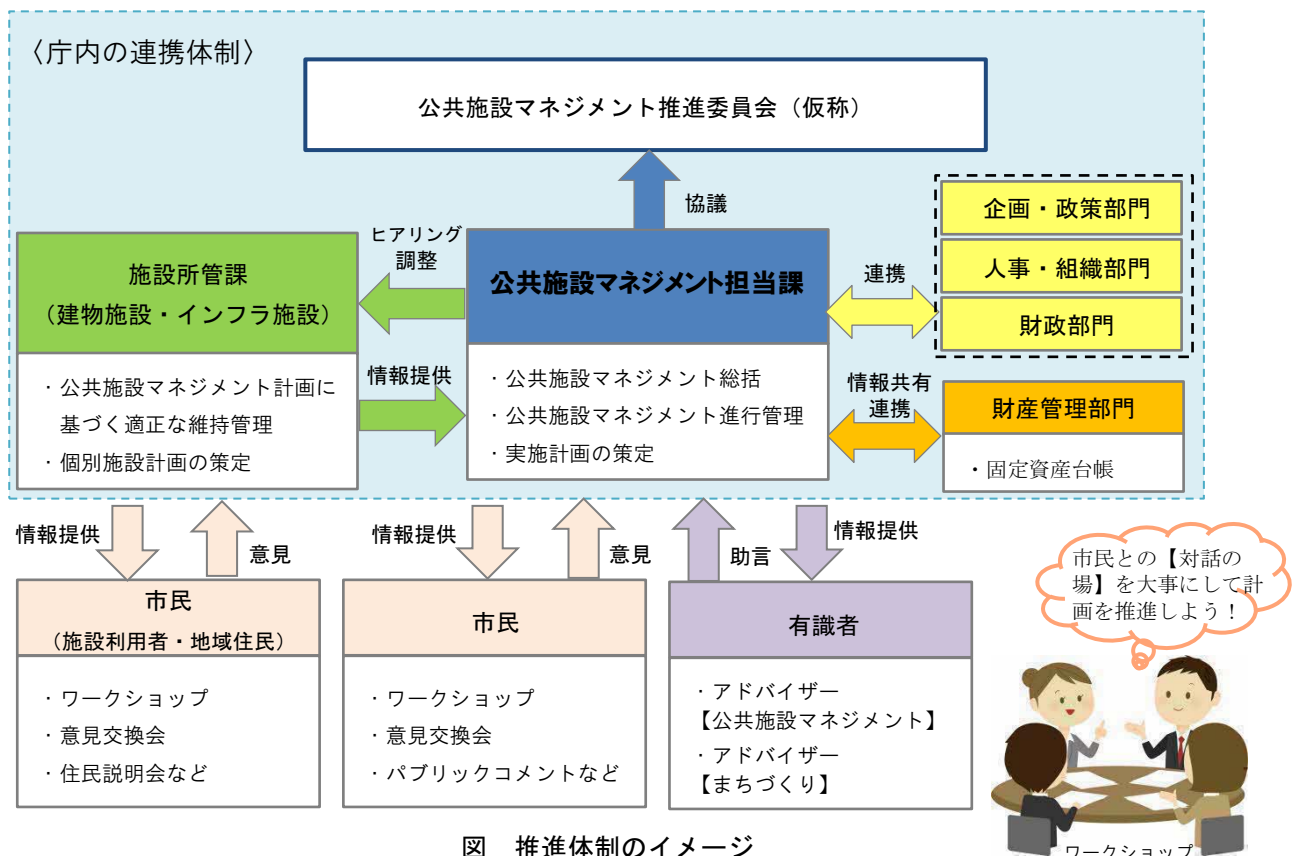 〈庁内の連携体制〉
公共施設マネジメント推進委員会（仮称）
協議
企画・政策部門
人事・組織部門
財政部門
ヒアリング
調整
施設所管課
（建物施設・インフラ施設）
公共施設マネジメント担当課
連携
・公共施設マネジメント計画に
基づく適正な維持管理
・個別施設計画の策定
情報提供
・公共施設マネジメント総括
・公共施設マネジメント進行管理
・実施計画の策定
情報共有
連携
財産管理部門
・固定資産台帳
情報提供
意見
情報提供
意見
助言
情報提供
市民
（施設利用者・地域住民）
・ワークショップ
・意見交換会
・住民説明会など
市民
・ワークショップ
・意見交換会
・パブリックコメントなど
有識者
・アドバイザー
【公共施設マネジメント】
・アドバイザー
【まちづくり】
市民との【対話の
場】を大事にして計
画を推進しよう！
ワークショップ
図　推進体制のイメージ